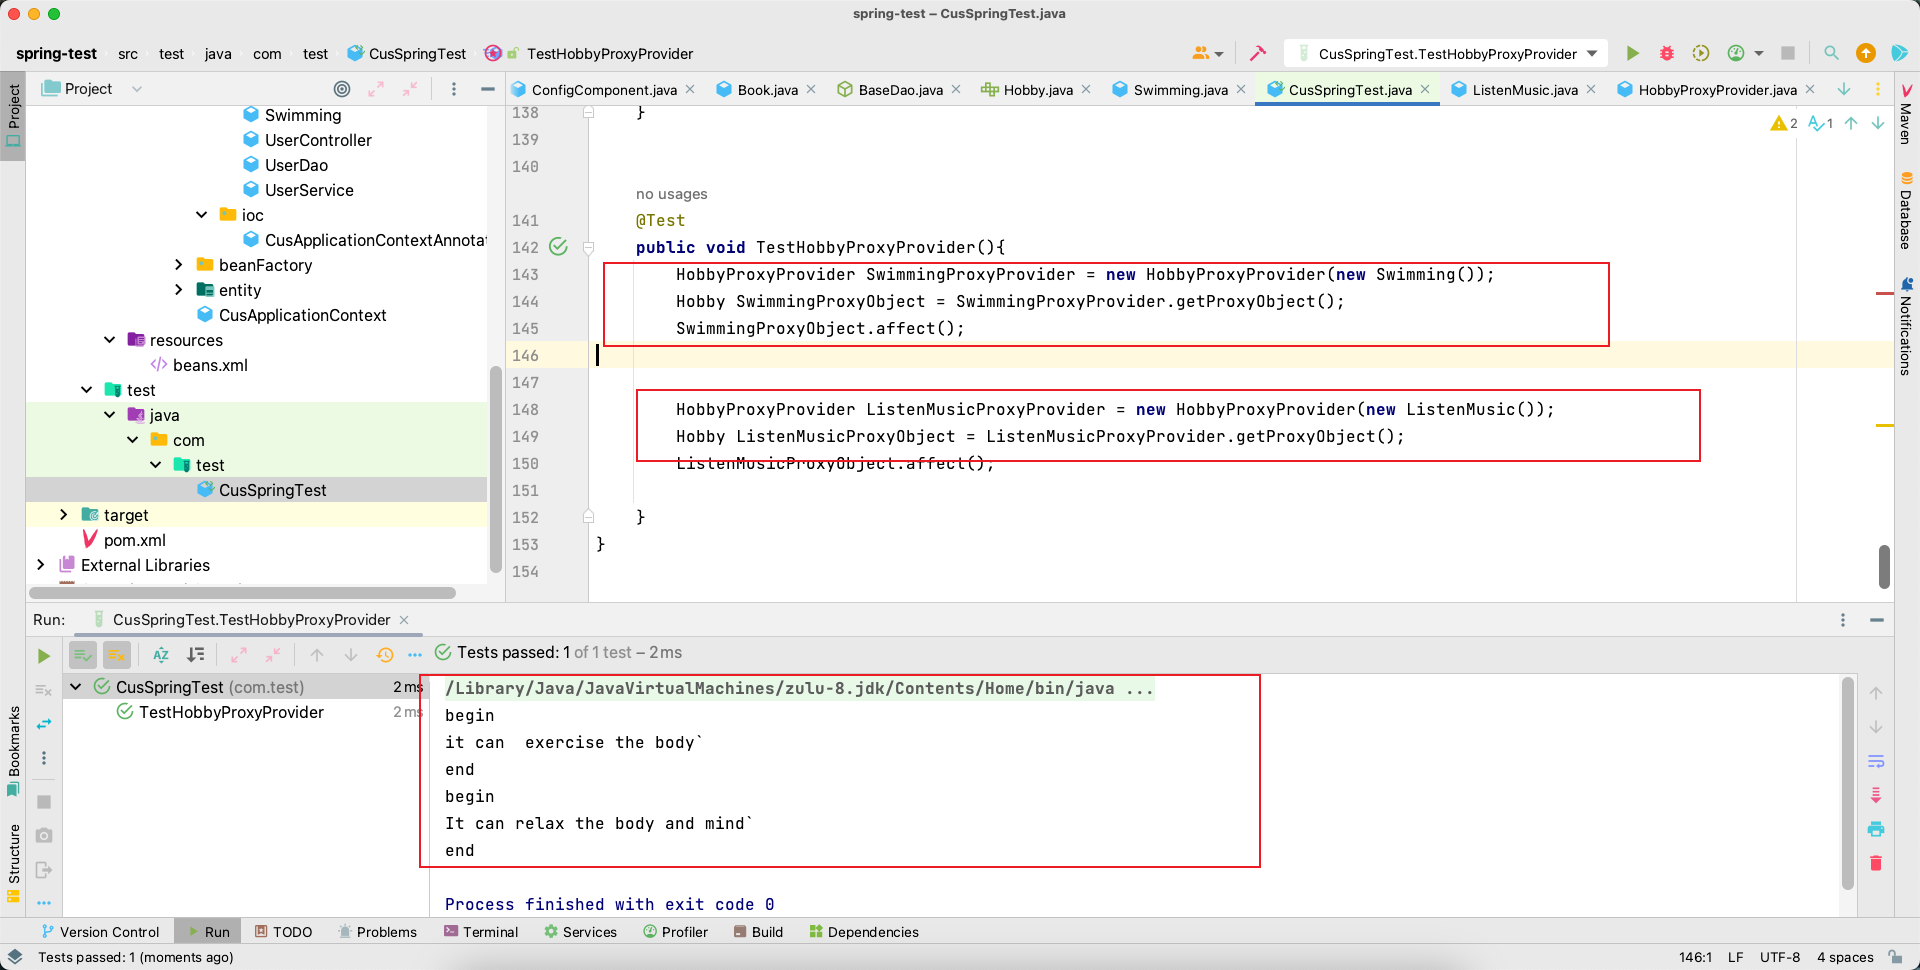 spring-test – CusSpringTest.java
spring-test src test java com test CusSpringTest TestHobbyProxyProvider CusSpringTest.TestHobbyProxyProvider
Project
Project
ConfigComponent.java Book.java BaseDao.java Hobby.java Swimming.java CusSpringTest.java ListenMusic.java HobbyProxyProvider.java
Swimming
UserController
UserDao
UserService
ioc
CusApplicationContextAnnotat
beanFactory
entity
CusApplicationContext
resources
beans.xml
test
java
com
test
CusSpringTest
target
pom.xml
External Libraries
2 1
138 }
139
140
no usages
141 @Test
142 public void TestHobbyProxyProvider(){
143 HobbyProxyProvider SwimmingProxyProvider = new HobbyProxyProvider(new Swimming());
144 Hobby SwimmingProxyObject = SwimmingProxyProvider.getProxyObject();
145 SwimmingProxyObject.affect();
146
147
148 HobbyProxyProvider ListenMusicProxyProvider = new HobbyProxyProvider(new ListenMusic());
149 Hobby ListenMusicProxyObject = ListenMusicProxyProvider.getProxyObject();
150 ListenMusicProxyObject.affect();
151
152 }
153 }
154
Maven
Database
Notifications
Run: CusSpringTest.TestHobbyProxyProvider
Tests passed: 1 of 1 test – 2 ms
CusSpringTest (com.test) 2 ms
TestHobbyProxyProvider 2 ms
/Library/Java/JavaVirtualMachines/zulu-8.jdk/Contents/Home/bin/java ...
begin
it can  exercise the body`
end
begin
It can relax the body and mind`
end
Process finished with exit code 0
Bookmarks
Structure
Version Control Run TODO Problems Terminal Services Profiler Build Dependencies
Tests passed: 1 (moments ago) 146:1 LF UTF-8 4 spaces